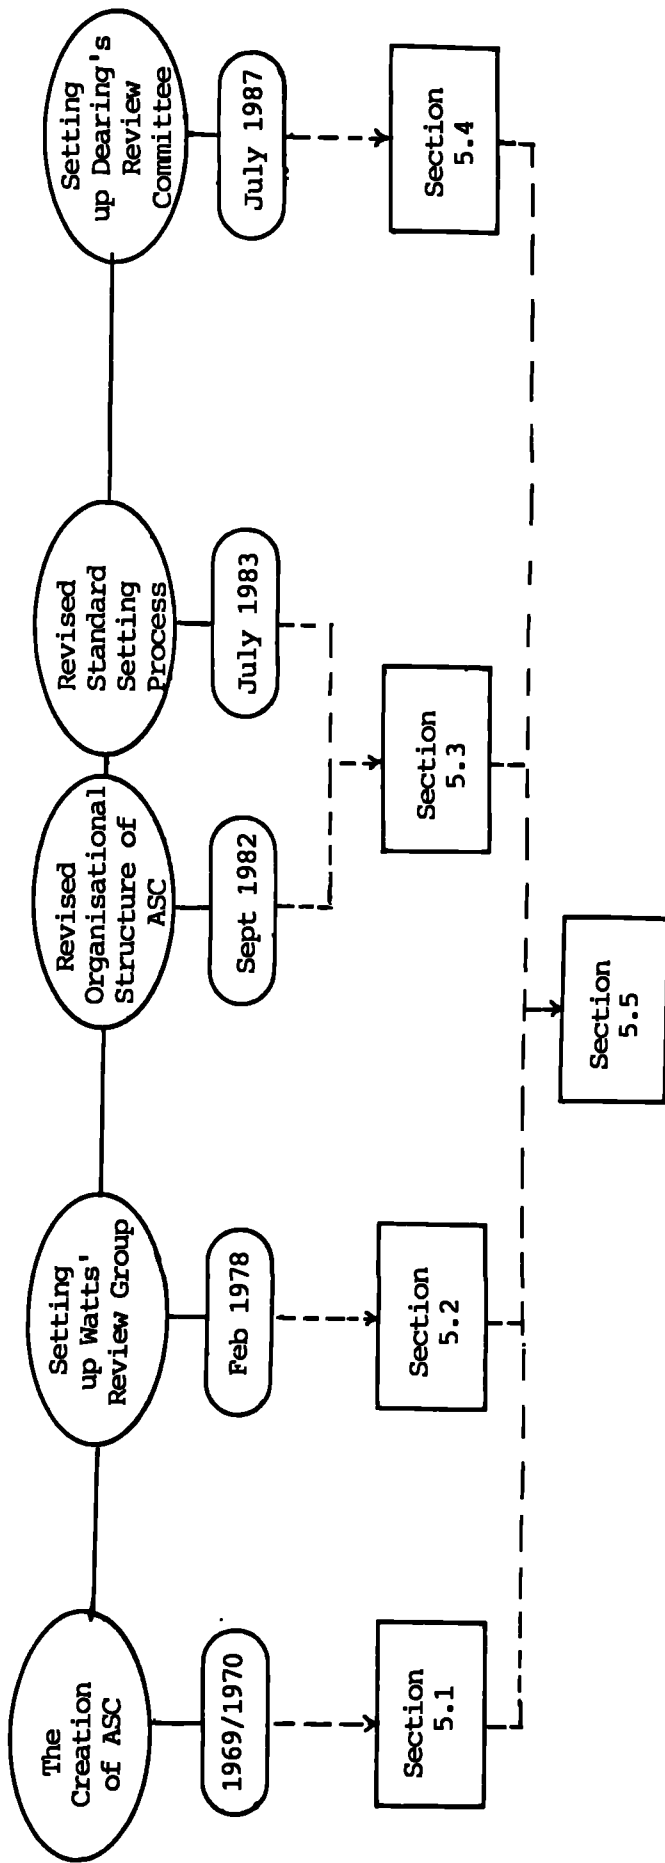 The
Creation
of ASC
Setting
up Watts'
Review Group
Revised
Organisational
Structure of
ASC
Revised
Standard
Setting
Process
Setting
up Dearing's
Review
Committee
1969/1970
Feb 1978
Sept 1982
July 1983
July 1987
Section
5.1
Section
5.2
Section
5.3
Section
5.4
Section
5.5